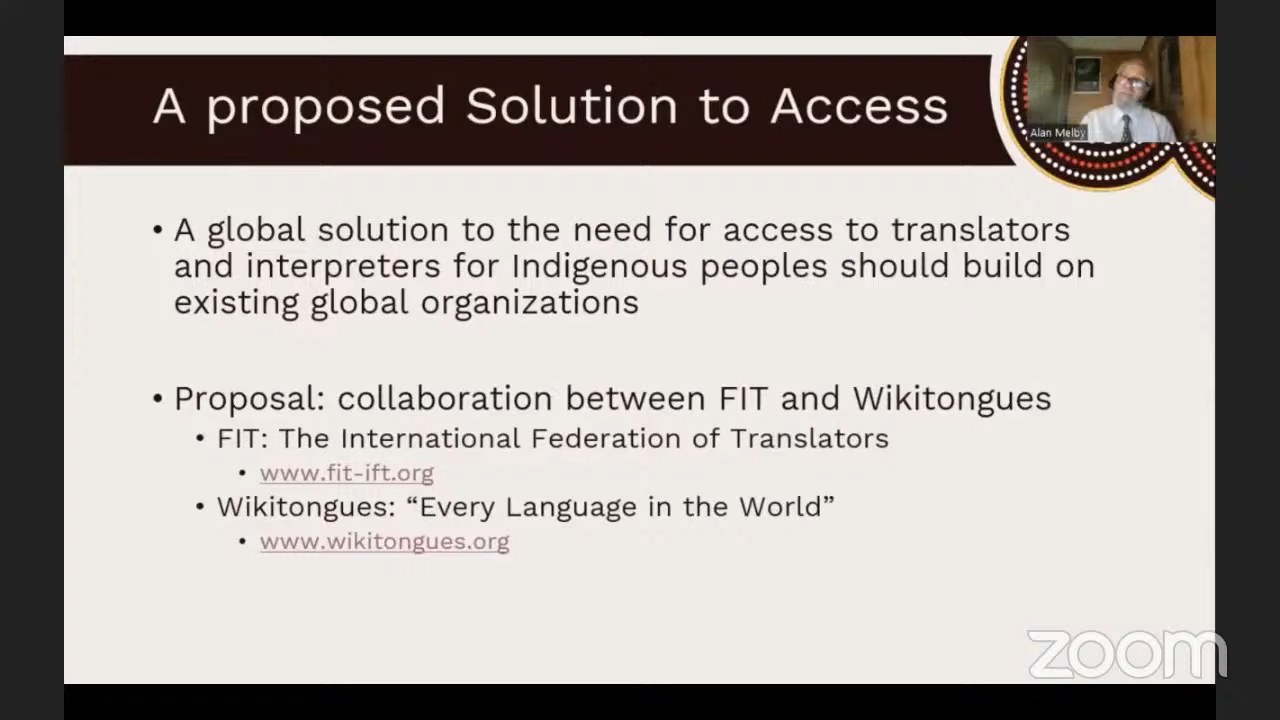 A proposed Solution to Access
Alan Melby
• A global solution to the need for access to translators
and interpreters for Indigenous peoples should build on
existing global organizations
• Proposal: collaboration between FIT and Wikitongues
• FIT: The International Federation of Translators
• www.fit-ift.org
• Wikitongues: “Every Language in the World”
• www.wikitongues.org
zoom